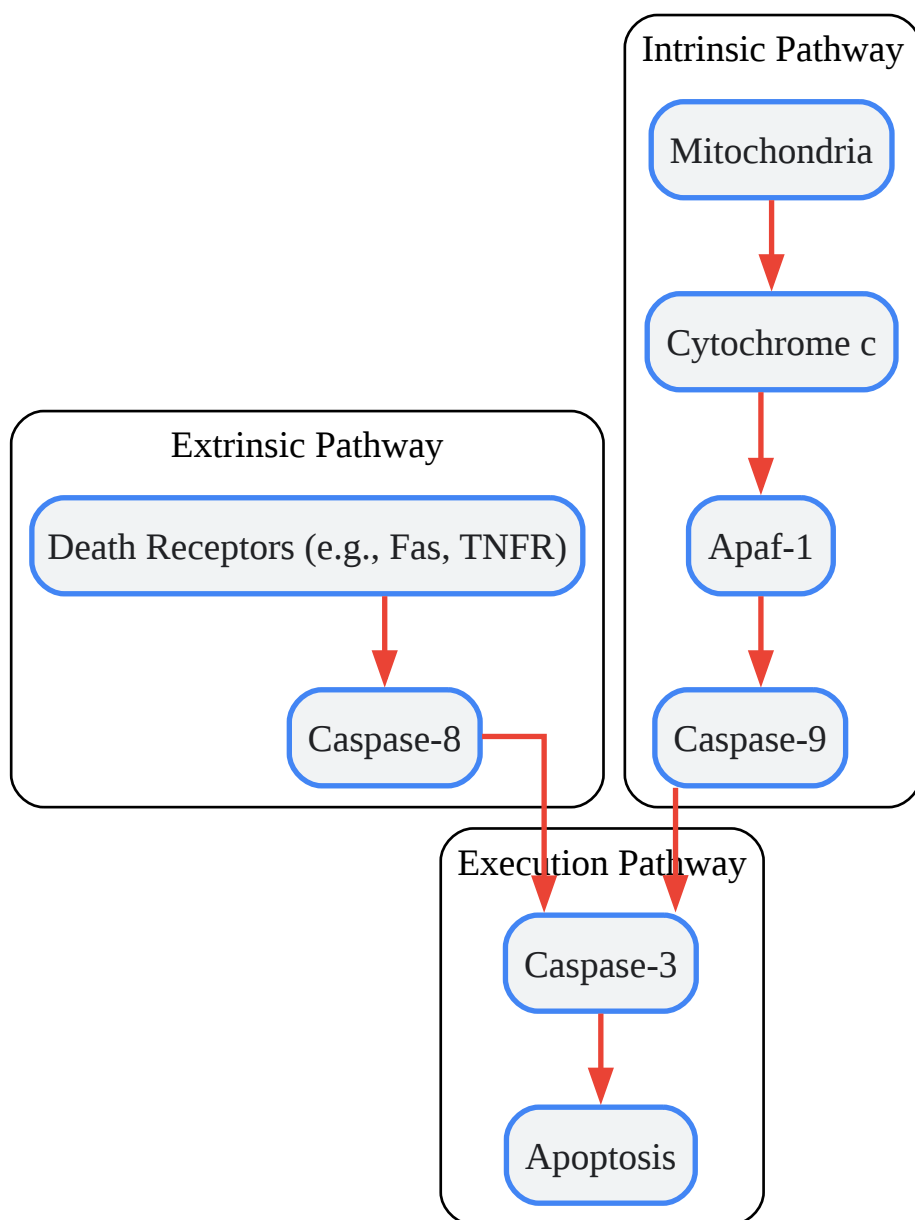 Intrinsic Pathway
Mitochondria
Cytochrome c
Extrinsic Pathway
Death Receptors (e.g., Fas, TNFR)
Apaf-1
Caspase-8
Caspase-9
Execution Pathway
Caspase-3
Apoptosis